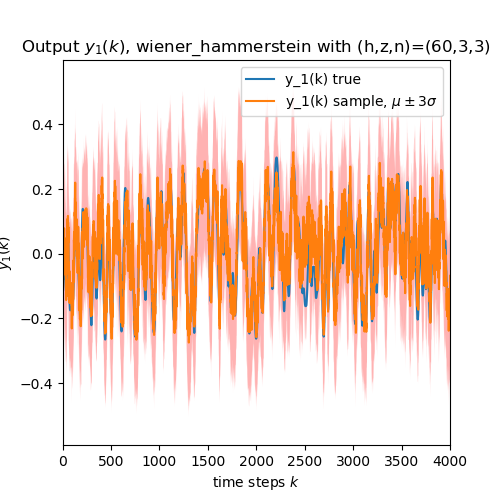 Output y₁(k), wiener_hammerstein with (h,z,n)=(60,3,3)
y_1(k) true
y_1(k) sample, μ ± 3σ
0.4
0.2
0.0
−0.2
−0.4
y₁(k)
0 500 1000 1500 2000 2500 3000 3500 4000
time steps k